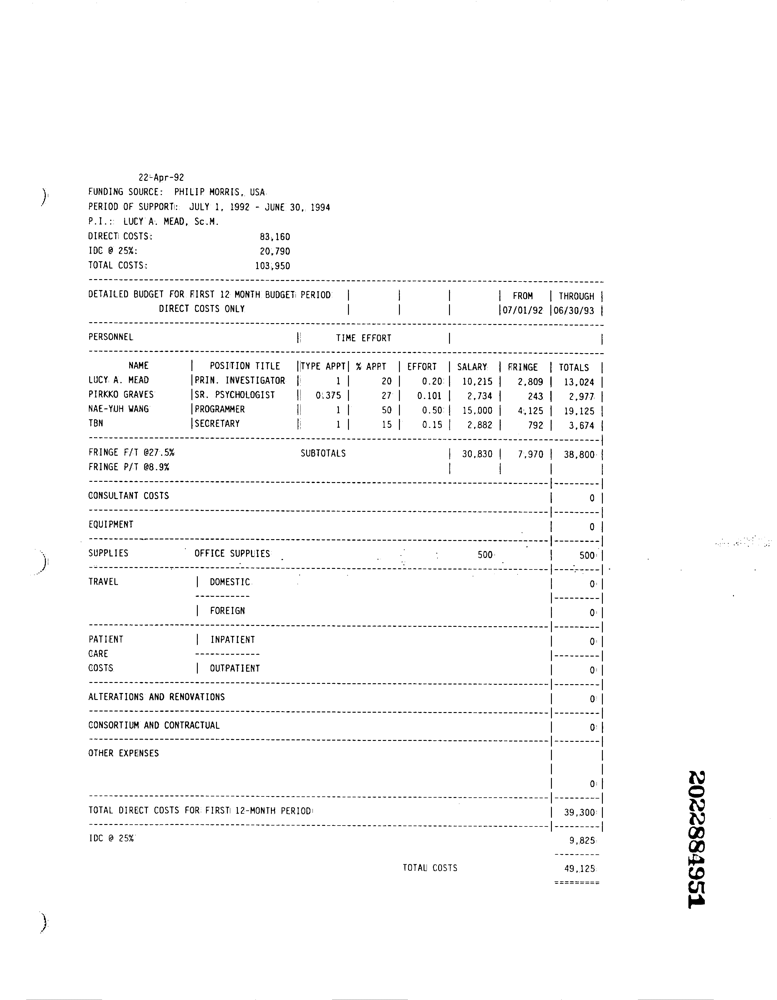 22-Apr-92
FUNDING SOURCE: PHILIP MORRIS, USA
PERIOD OF SUPPORT: JULY 1, 1992 - JUNE 30, 1994
P.I.: LUCY A. MEAD, Sc.M.
DIRECT COSTS: 83,160
IDC @ 25%: 20,790
TOTAL COSTS: 103,950
DETAILED BUDGET FOR FIRST 12 MONTH BUDGET PERIOD | | | | FROM | THROUGH |
DIRECT COSTS ONLY | | | |07/01/92 |06/30/93 |
PERSONNEL || TIME EFFORT | |
NAME | POSITION TITLE ||TYPE APPT| % APPT | EFFORT | SALARY | FRINGE | TOTALS |
LUCY A. MEAD |PRIN. INVESTIGATOR || 1 | 20 | 0.20 | 10,215 | 2,809 | 13,024 |
PIRKKO GRAVES |SR. PSYCHOLOGIST || 0.375 | 27 | 0.101 | 2,734 | 243 | 2,977 |
NAE-YUH WANG |PROGRAMMER || 1 | 50 | 0.50 | 15,000 | 4,125 | 19,125 |
TBN |SECRETARY || 1 | 15 | 0.15 | 2,882 | 792 | 3,674 |
FRINGE F/T @27.5% SUBTOTALS | 30,830 | 7,970 | 38,800 |
FRINGE P/T @8.9% | | |
CONSULTANT COSTS | 0 |
EQUIPMENT | 0 |
SUPPLIES OFFICE SUPPLIES 500 | 500 |
TRAVEL | DOMESTIC | 0 |
| FOREIGN | 0 |
PATIENT | INPATIENT | 0 |
CARE
COSTS | OUTPATIENT | 0 |
ALTERATIONS AND RENOVATIONS | 0 |
CONSORTIUM AND CONTRACTUAL | 0 |
OTHER EXPENSES |
| 0 |
TOTAL DIRECT COSTS FOR FIRST 12-MONTH PERIOD | 39,300 |
IDC @ 25% 9,825
TOTAL COSTS 49,125
=========
2022884951